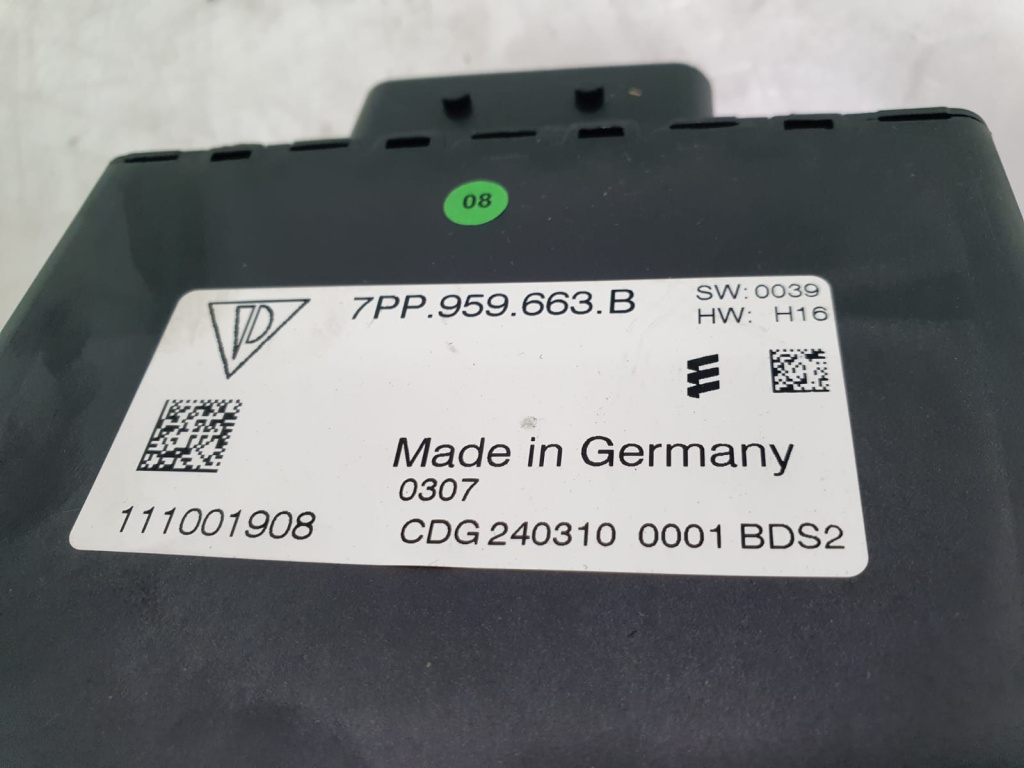 08
7PP.959.663.B
SW:0039
HW: H16
Made in Germany
0307
111001908
CDG 240310 0001 BDS2